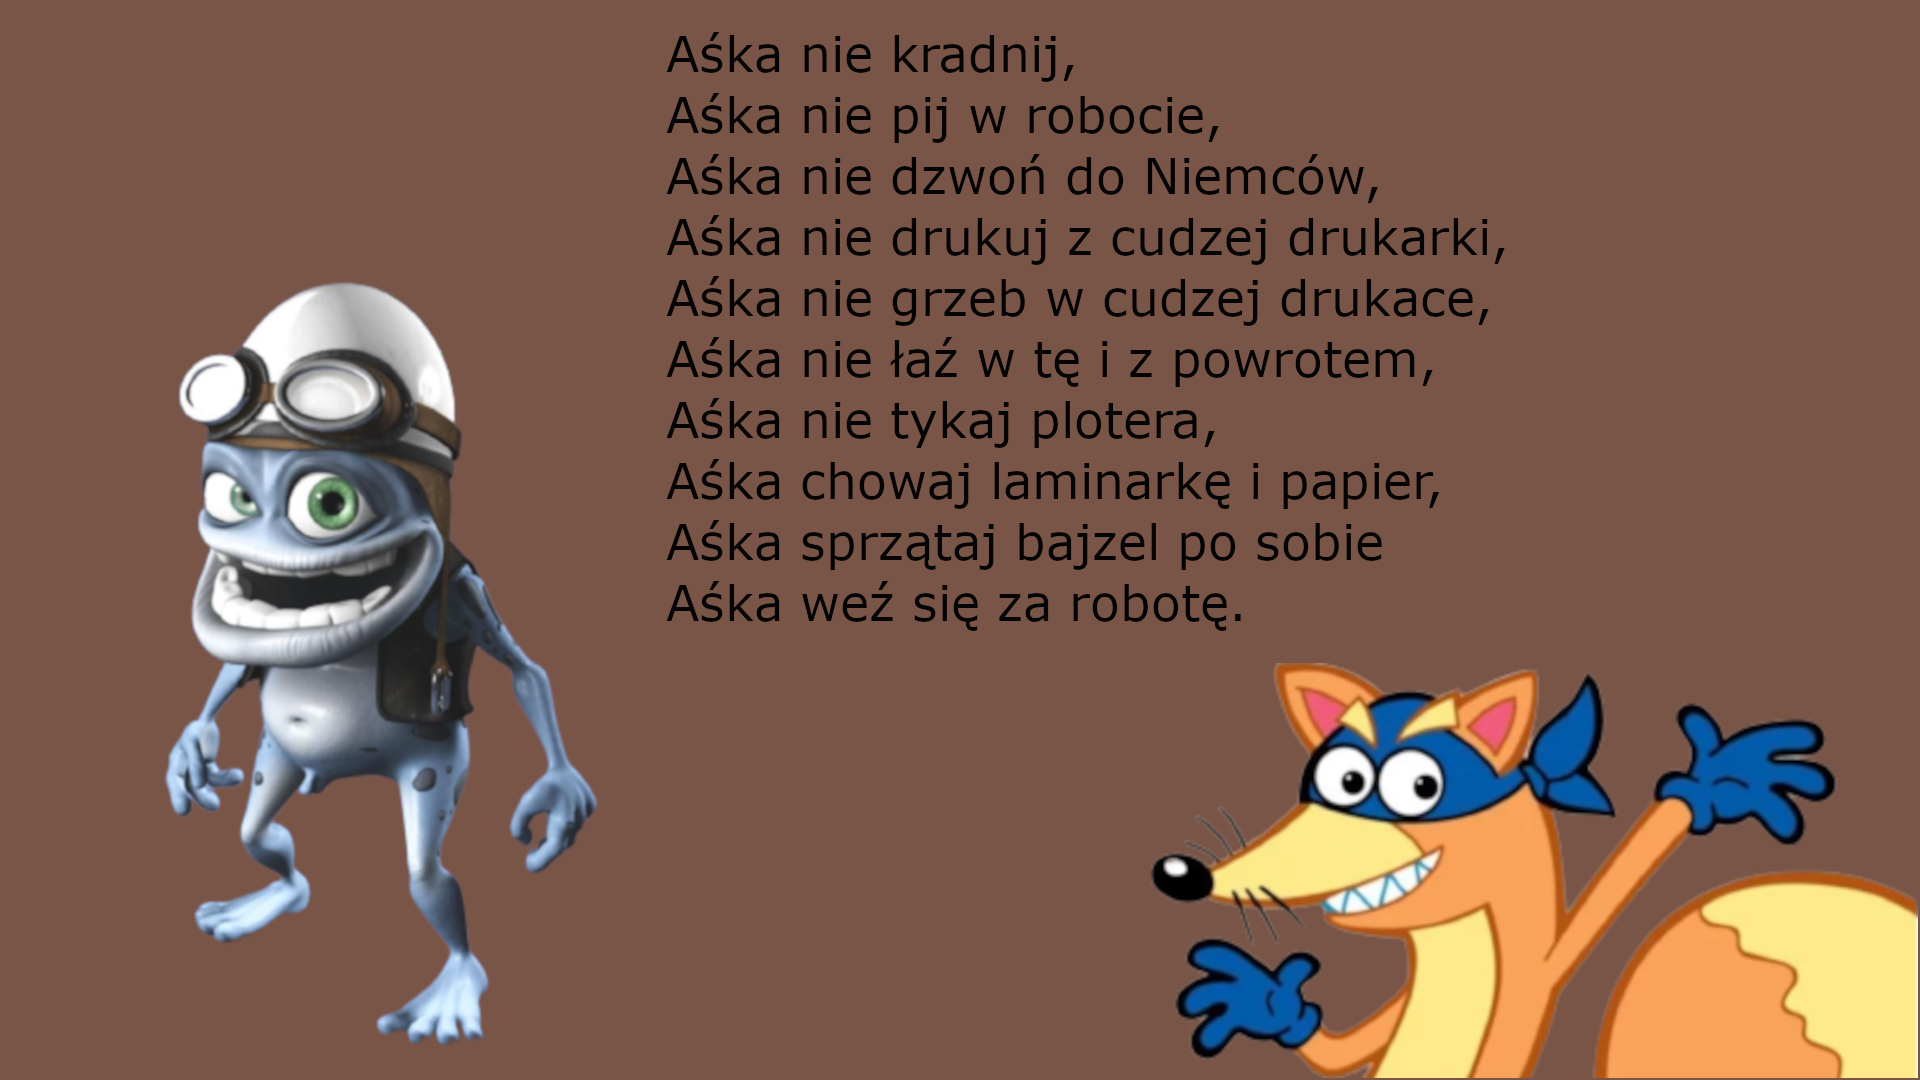 Aśka nie kradnij,
Aśka nie pij w robocie,
Aśka nie dzwoń do Niemców,
Aśka nie drukuj z cudzej drukarki,
Aśka nie grzeb w cudzej drukace,
Aśka nie łaź w tę i z powrotem,
Aśka nie tykaj plotera,
Aśka chowaj laminarkę i papier,
Aśka sprzątaj bajzel po sobie
Aśka weź się za robotę.